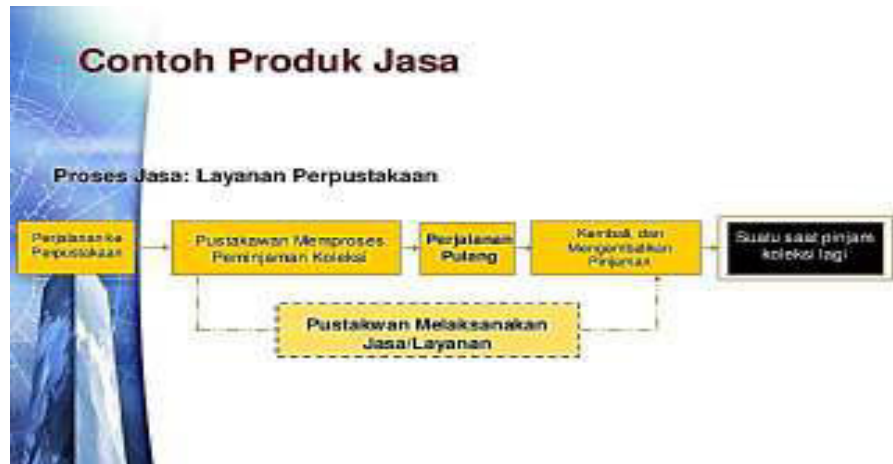 Contoh Produk Jasa
Proses Jasa: Layanan Perpustakaan
Perjalanan ke
Perpustakaan
Pustakawan Memproses
Peminjaman Koleksi
Perjalanan
Pulang
Kembali, dan
Mengembalikan
Pinjaman
Suatu saat pinjam
koleksi lagi
Pustakwan Melaksanakan
Jasa/Layanan